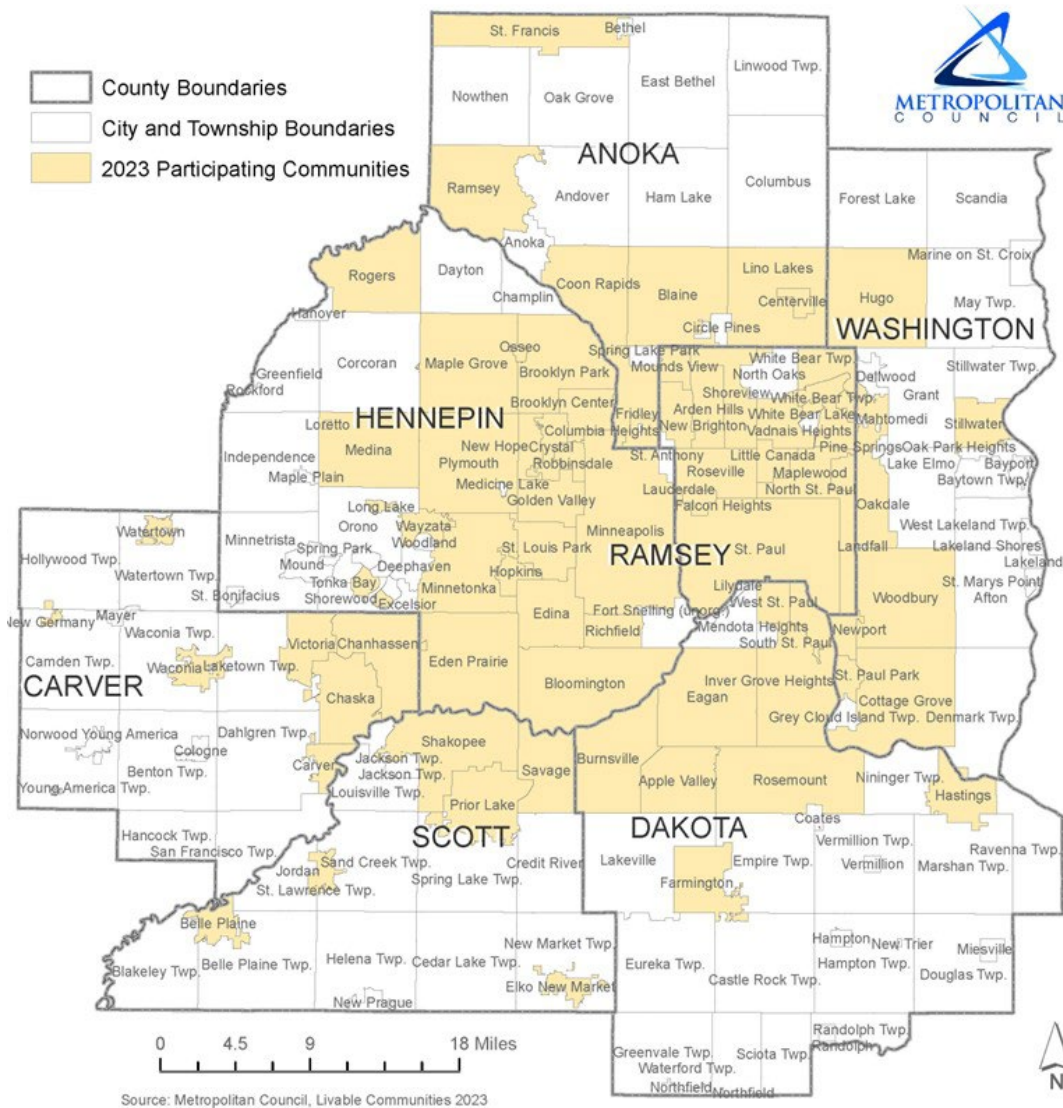 St. Francis
Bethel
Linwood Twp.
County Boundaries
East Bethel
Nowthen
Oak Grove
METROPOLITAN
COUNCIL
City and Township Boundaries
ANOKA
2023 Participating Communities
Ramsey
Andover
Ham Lake
Columbus
Forest Lake
Scandia
Anoka
Rogers
Dayton
Champlin
Coon Rapids
Blaine
Lino Lakes
Centerville
Hugo
Marine on St. Croix
May Twp.
Hanover
Circle Pines
WASHINGTON
Corcoran
Maple Grove
Osseo
Brooklyn Park
Spring Lake Park
Mounds View
White Bear Twp.
North Oaks
Dellwood
Stillwater Twp.
Greenfield
Rockford
Shoreview
Grant
HENNEPIN
Brooklyn Center
Arden Hills
White Bear Twp.
White Bear Lake
Mahtomedi
Stillwater
Loretto
Fridley
Columbia Heights
New Brighton
Vadnais Heights
Independence
Medina
New Hope
Crystal
St. Anthony
Little Canada
Pine Springs
Oak Park Heights
Plymouth
Robbinsdale
Roseville
Maplewood
Lake Elmo
Bayport
Maple Plain
Medicine Lake
Lauderdale
North St. Paul
Baytown Twp.
Golden Valley
Falcon Heights
Oakdale
Long Lake
Orono
Wayzata
Woodland
Minneapolis
West Lakeland Twp.
Watertown
Minnetrista
Spring Park
Mound
Deephaven
St. Louis Park
RAMSEY
St. Paul
Landfall
Lakeland Shores
Lakeland
Hollywood Twp.
Watertown Twp.
Tonka Bay
Minnetonka
Hopkins
St. Bonifacius
Shorewood
Excelsior
Edina
Lilydale
Woodbury
St. Marys Point
Afton
New Germany
Mayer
Fort Snelling (unorg.)
West St. Paul
Waconia Twp.
Victoria
Chanhassen
Richfield
Mendota Heights
South St. Paul
Newport
Camden Twp.
Waconia
Laketown Twp.
Eden Prairie
CARVER
Chaska
Bloomington
Eagan
Inver Grove Heights
St. Paul Park
Cottage Grove
Grey Cloud Island Twp.
Denmark Twp.
Norwood Young America
Cologne
Dahlgren Twp.
Shakopee
Benton Twp.
Carver
Jackson Twp.
Jackson Twp.
Savage
Burnsville
Apple Valley
Rosemount
Nininger Twp.
Young America Twp.
Louisville Twp.
Prior Lake
Hastings
Hancock Twp.
SCOTT
DAKOTA
Coates
San Francisco Twp.
Sand Creek Twp.
Credit River
Lakeville
Empire Twp.
Vermillion Twp.
Ravenna Twp.
Jordan
St. Lawrence Twp.
Spring Lake Twp.
Farmington
Vermillion
Marshan Twp.
Belle Plaine
New Market Twp.
Hampton
New Trier
Miesville
Blakeley Twp.
Belle Plaine Twp.
Helena Twp.
Cedar Lake Twp.
Eureka Twp.
Castle Rock Twp.
Hampton Twp.
Douglas Twp.
Elko New Market
New Prague
0 4.5 9 18 Miles
Randolph Twp.
Randolph
Greenvale Twp.
Waterford Twp.
Sciota Twp.
Northfield
Northfield
N
Source: Metropolitan Council, Livable Communities 2023